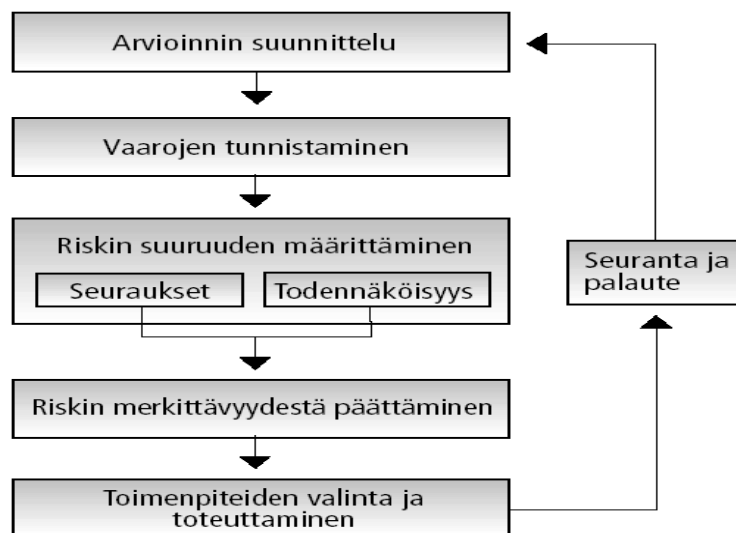 Arvioinnin suunnittelu
Vaarojen tunnistaminen
Riskin suuruuden määrittäminen
Seuraukset
Todennäköisyys
Riskin merkittävyydestä päättäminen
Toimenpiteiden valinta ja
toteuttaminen
Seuranta ja
palaute